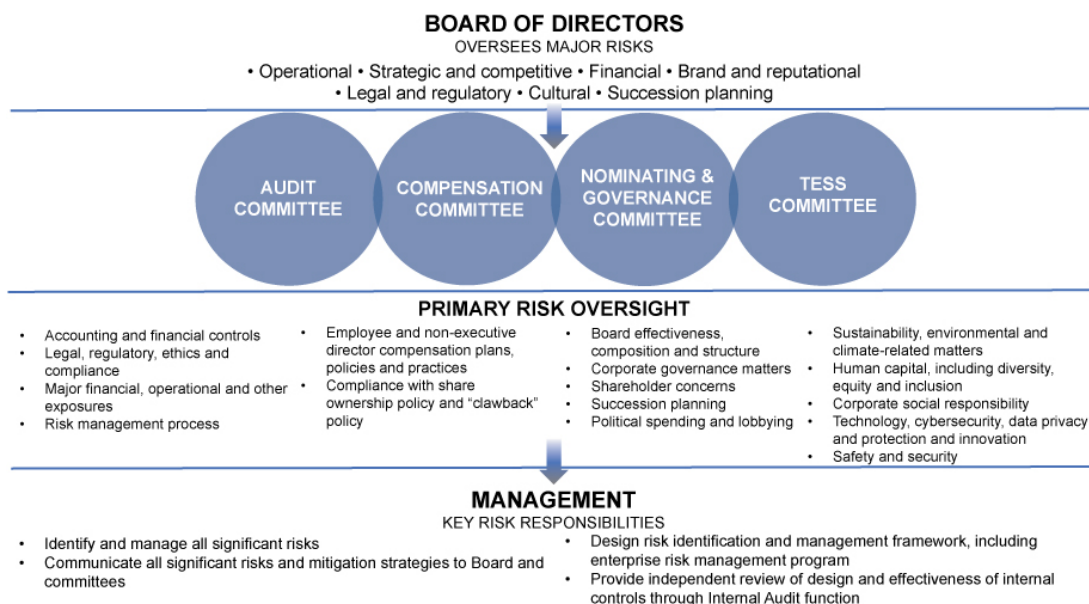 BOARD OF DIRECTORS
OVERSEES MAJOR RISKS
• Operational • Strategic and competitive • Financial • Brand and reputational
• Legal and regulatory • Cultural • Succession planning
AUDIT
COMMITTEE
COMPENSATION
COMMITTEE
NOMINATING &
GOVERNANCE
COMMITTEE
TESS
COMMITTEE
PRIMARY RISK OVERSIGHT
• Accounting and financial controls
• Legal, regulatory, ethics and
compliance
• Major financial, operational and other
exposures
• Risk management process
• Employee and non-executive
director compensation plans,
policies and practices
• Compliance with share
ownership policy and “clawback”
policy
• Board effectiveness,
composition and structure
• Corporate governance matters
• Shareholder concerns
• Succession planning
• Political spending and lobbying
• Sustainability, environmental and
climate-related matters
• Human capital, including diversity,
equity and inclusion
• Corporate social responsibility
• Technology, cybersecurity, data privacy
and protection and innovation
• Safety and security
MANAGEMENT
KEY RISK RESPONSIBILITIES
• Identify and manage all significant risks
• Communicate all significant risks and mitigation strategies to Board and
committees
• Design risk identification and management framework, including
enterprise risk management program
• Provide independent review of design and effectiveness of internal
controls through Internal Audit function